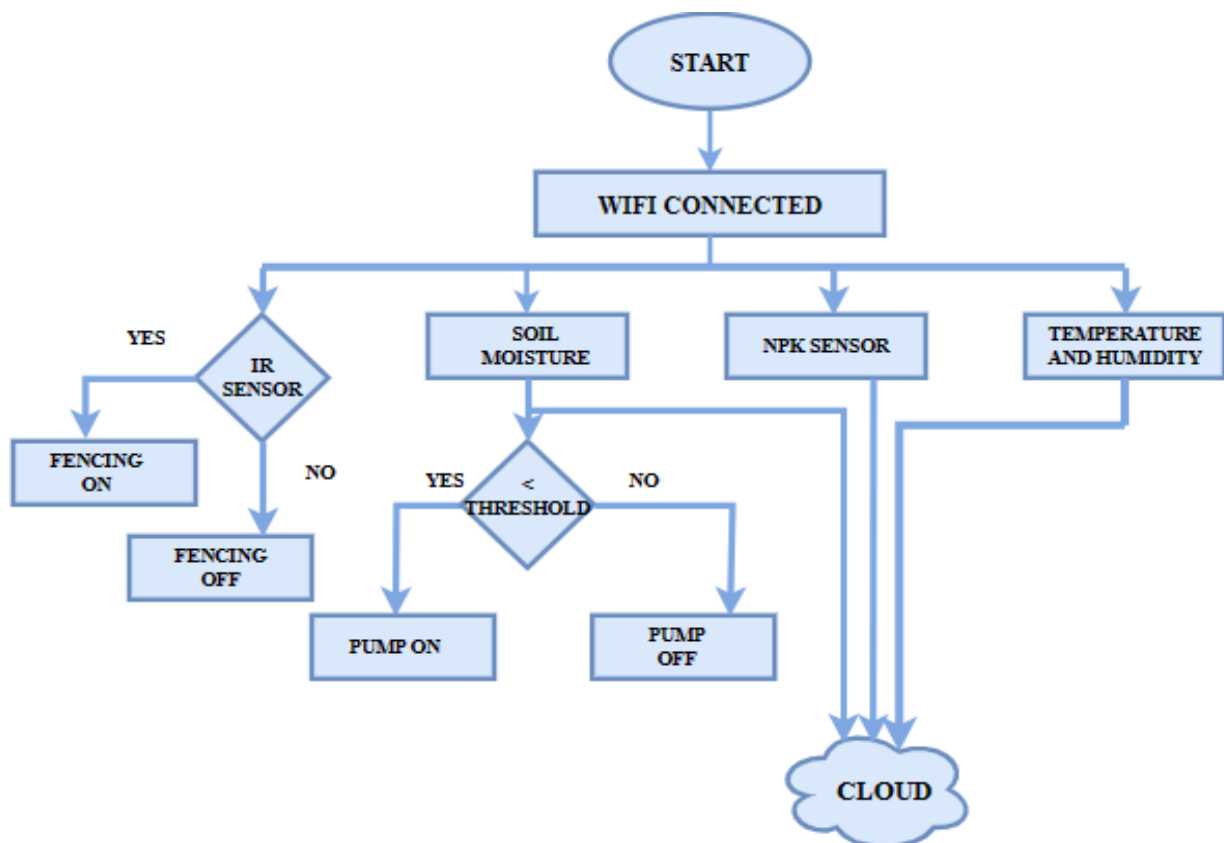 START
WIFI CONNECTED
YES
IR
SENSOR
SOIL
MOISTURE
NPK SENSOR
TEMPERATURE
AND HUMIDITY
FENCING
ON
NO
FENCING
OFF
YES
<
THRESHOLD
NO
PUMP ON
PUMP
OFF
CLOUD